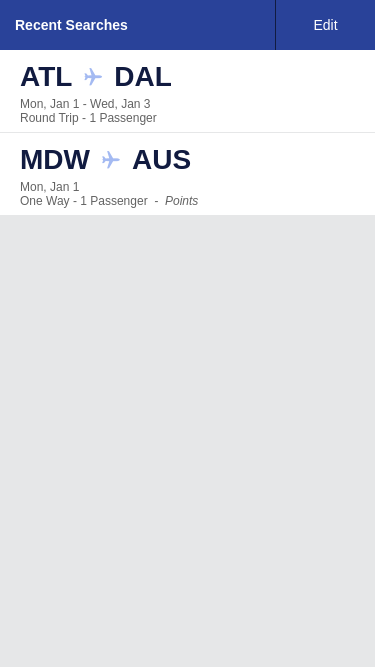 Recent Searches
Edit
ATL DAL
Mon, Jan 1 - Wed, Jan 3
Round Trip - 1 Passenger
MDW AUS
Mon, Jan 1
One Way - 1 Passenger - Points